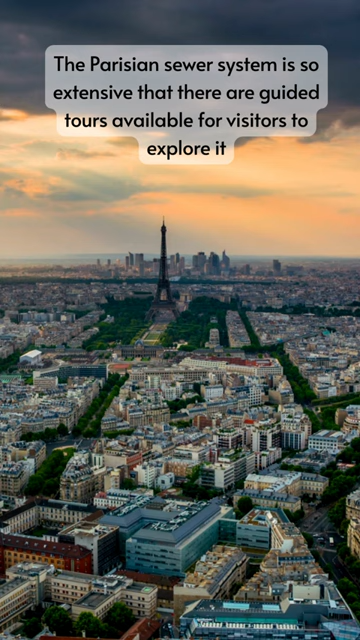 The Parisian sewer system is so
extensive that there are guided
tours available for visitors to
explore it